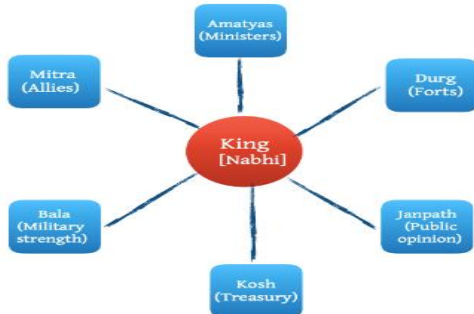 Amatyas
(Ministers)
Mitra
(Allies)
Durg
(Forts)
King
[Nabhi]
Bala
(Military
strength)
Janpath
(Public
opinion)
Kosh
(Treasury)